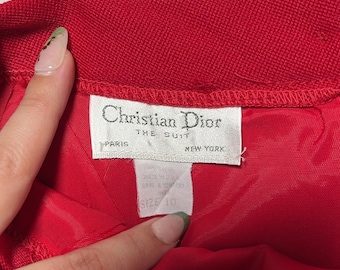 Christian Dior
THE SUIT
PARIS NEW YORK
SIZE 10